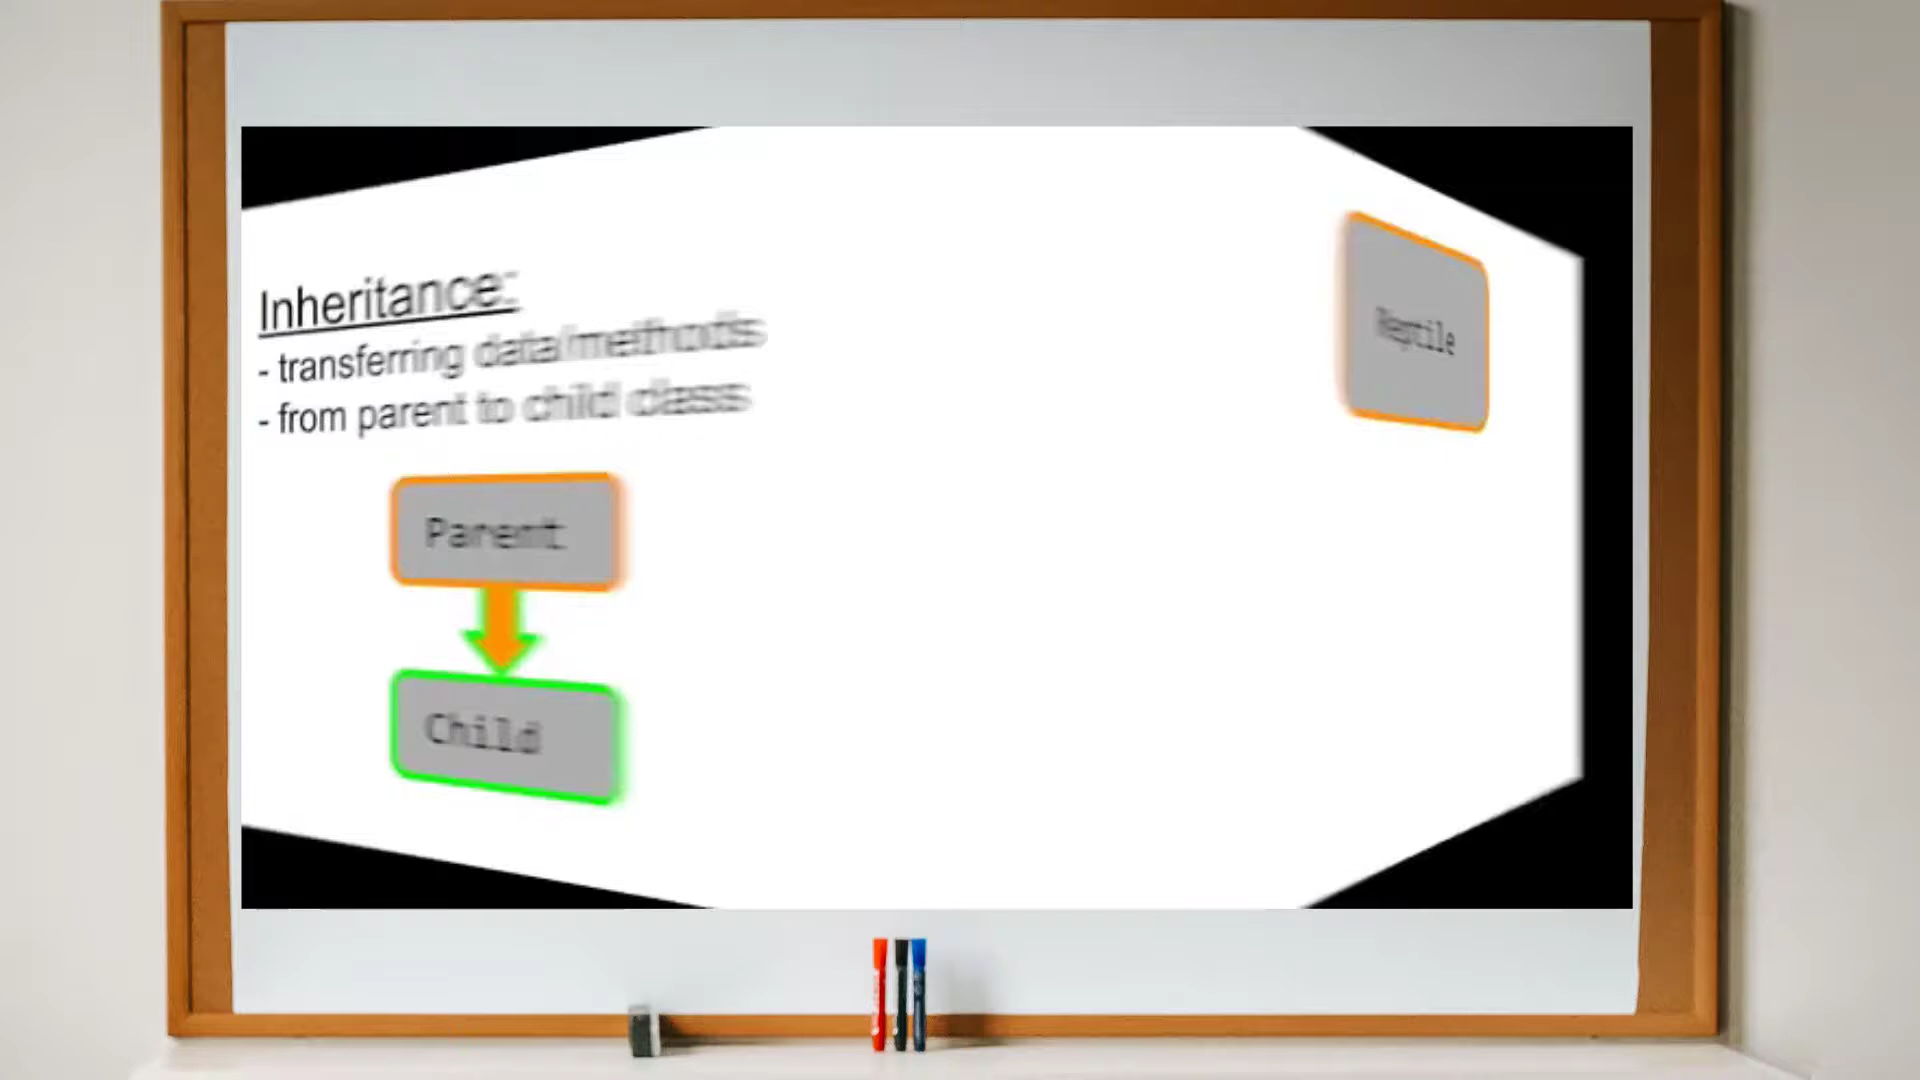 Inheritance:
- transferring data/methods
- from parent to child class
Parent
Child
Reptile